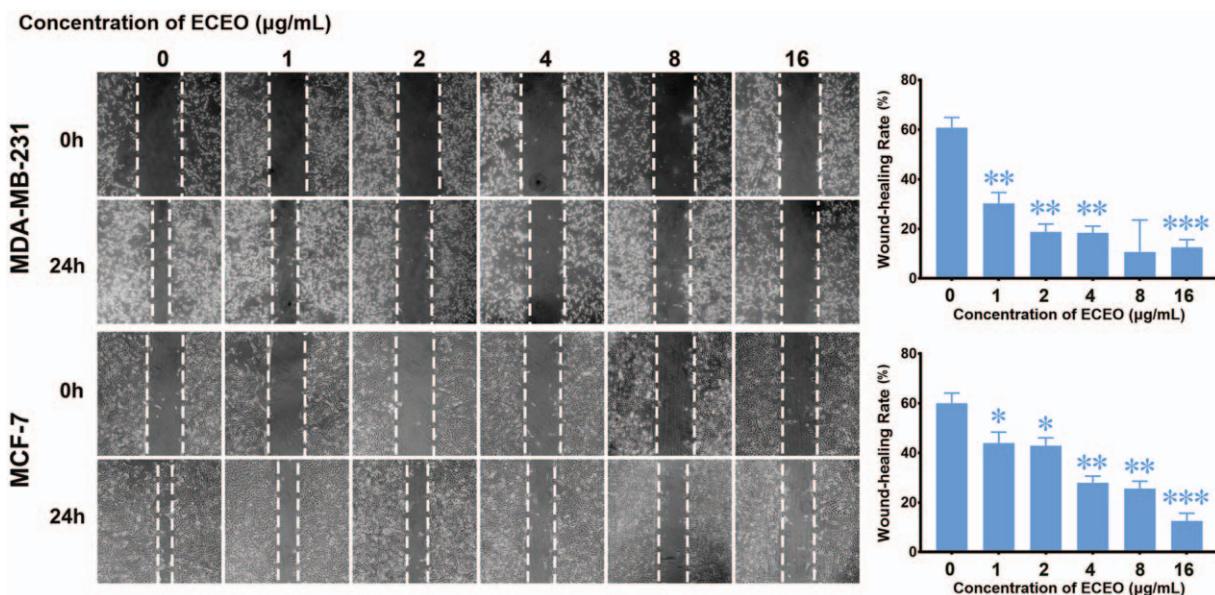 Concentration of ECEO (μg/mL)
0 1 2 4 8 16
MDA-MB-231
0h
24h
MCF-7
0h
24h
Wound-healing Rate (%)
80
60
40
20
0
** ** ** ***
0 1 2 4 8 16
Concentration of ECEO (μg/mL)
Wound-healing Rate (%)
80
60
40
20
0
* * ** ** ***
0 1 2 4 8 16
Concentration of ECEO (μg/mL)